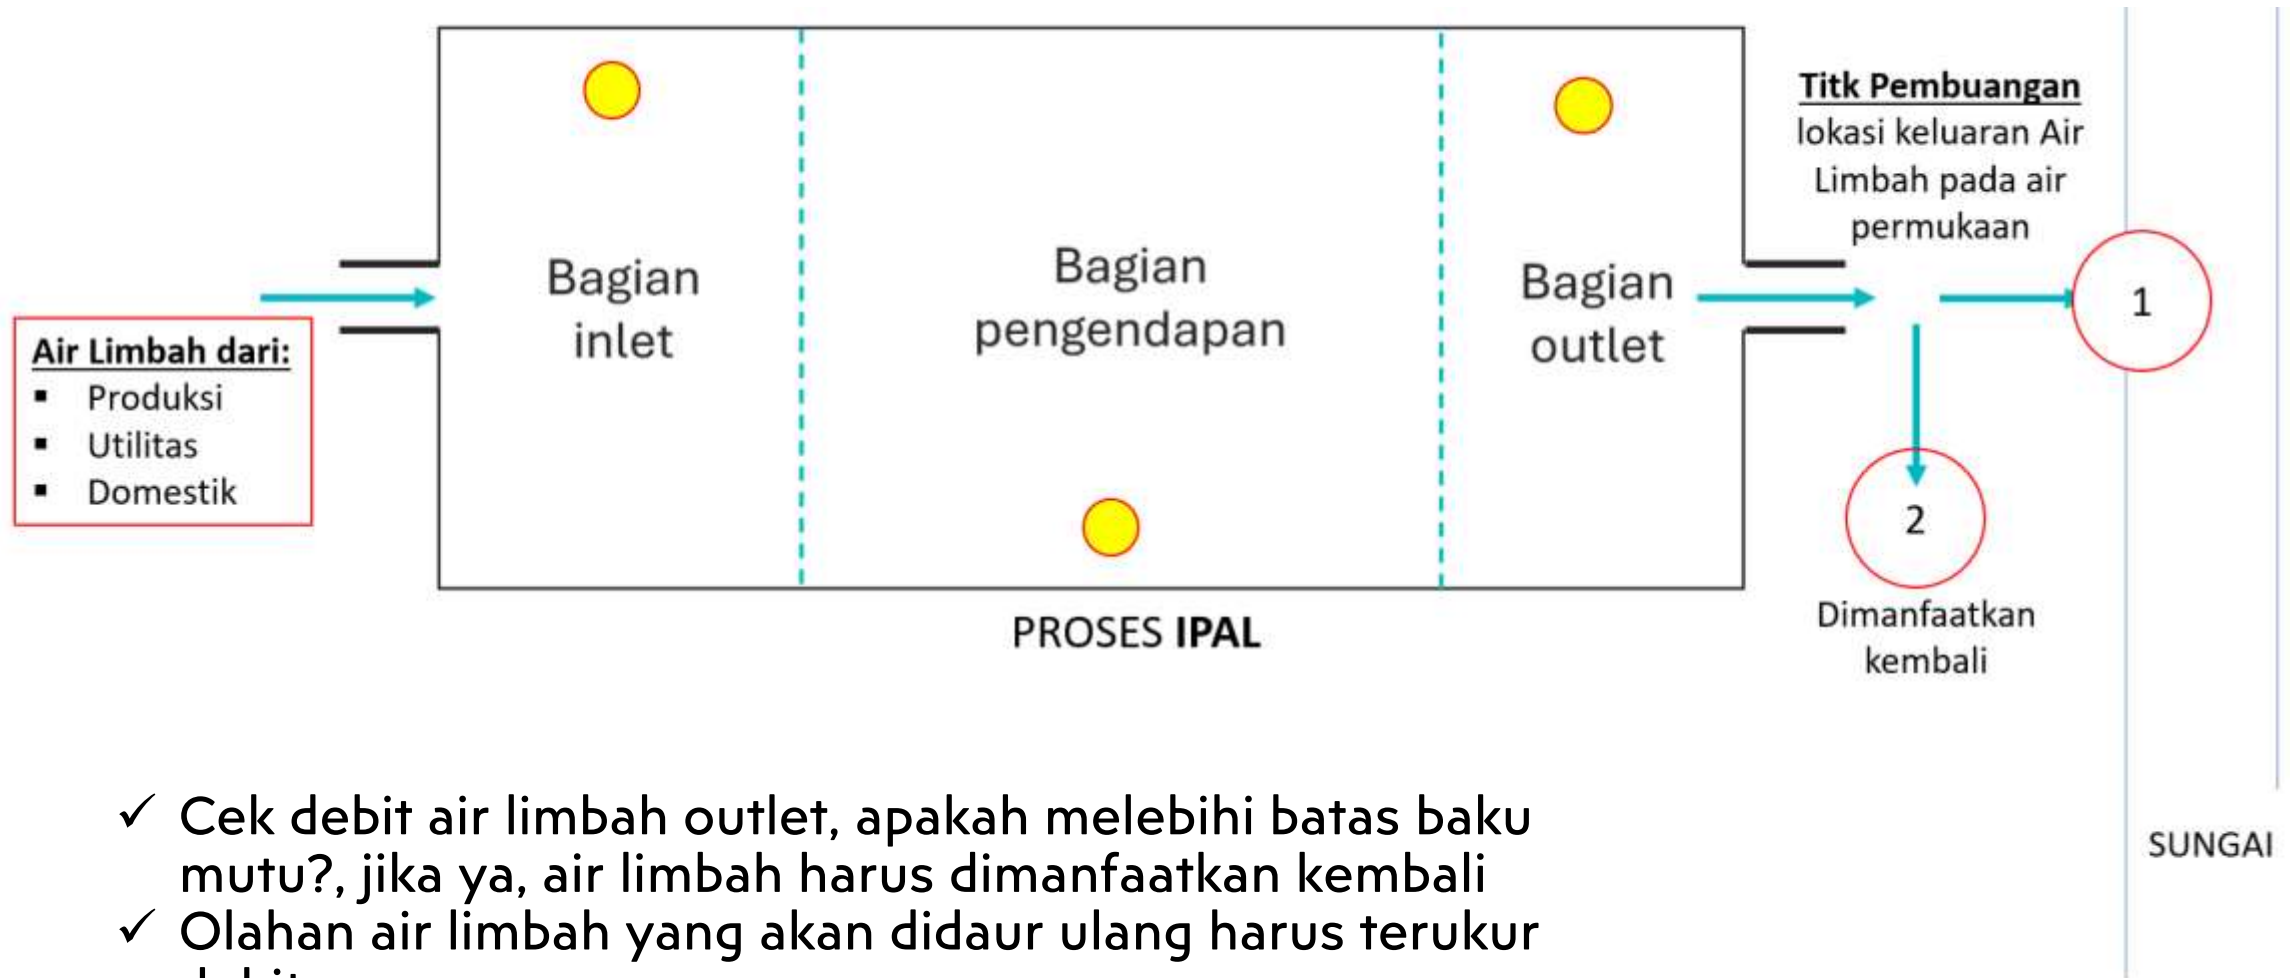 Air Limbah dari:
▪ Produksi
▪ Utilitas
▪ Domestik
Bagian
inlet
Bagian
pengendapan
Bagian
outlet
PROSES IPAL
Titk Pembuangan
lokasi keluaran Air
Limbah pada air
permukaan
1
2
Dimanfaatkan
kembali
SUNGAI
✓ Cek debit air limbah outlet, apakah melebihi batas baku
mutu?, jika ya, air limbah harus dimanfaatkan kembali
✓ Olahan air limbah yang akan didaur ulang harus terukur